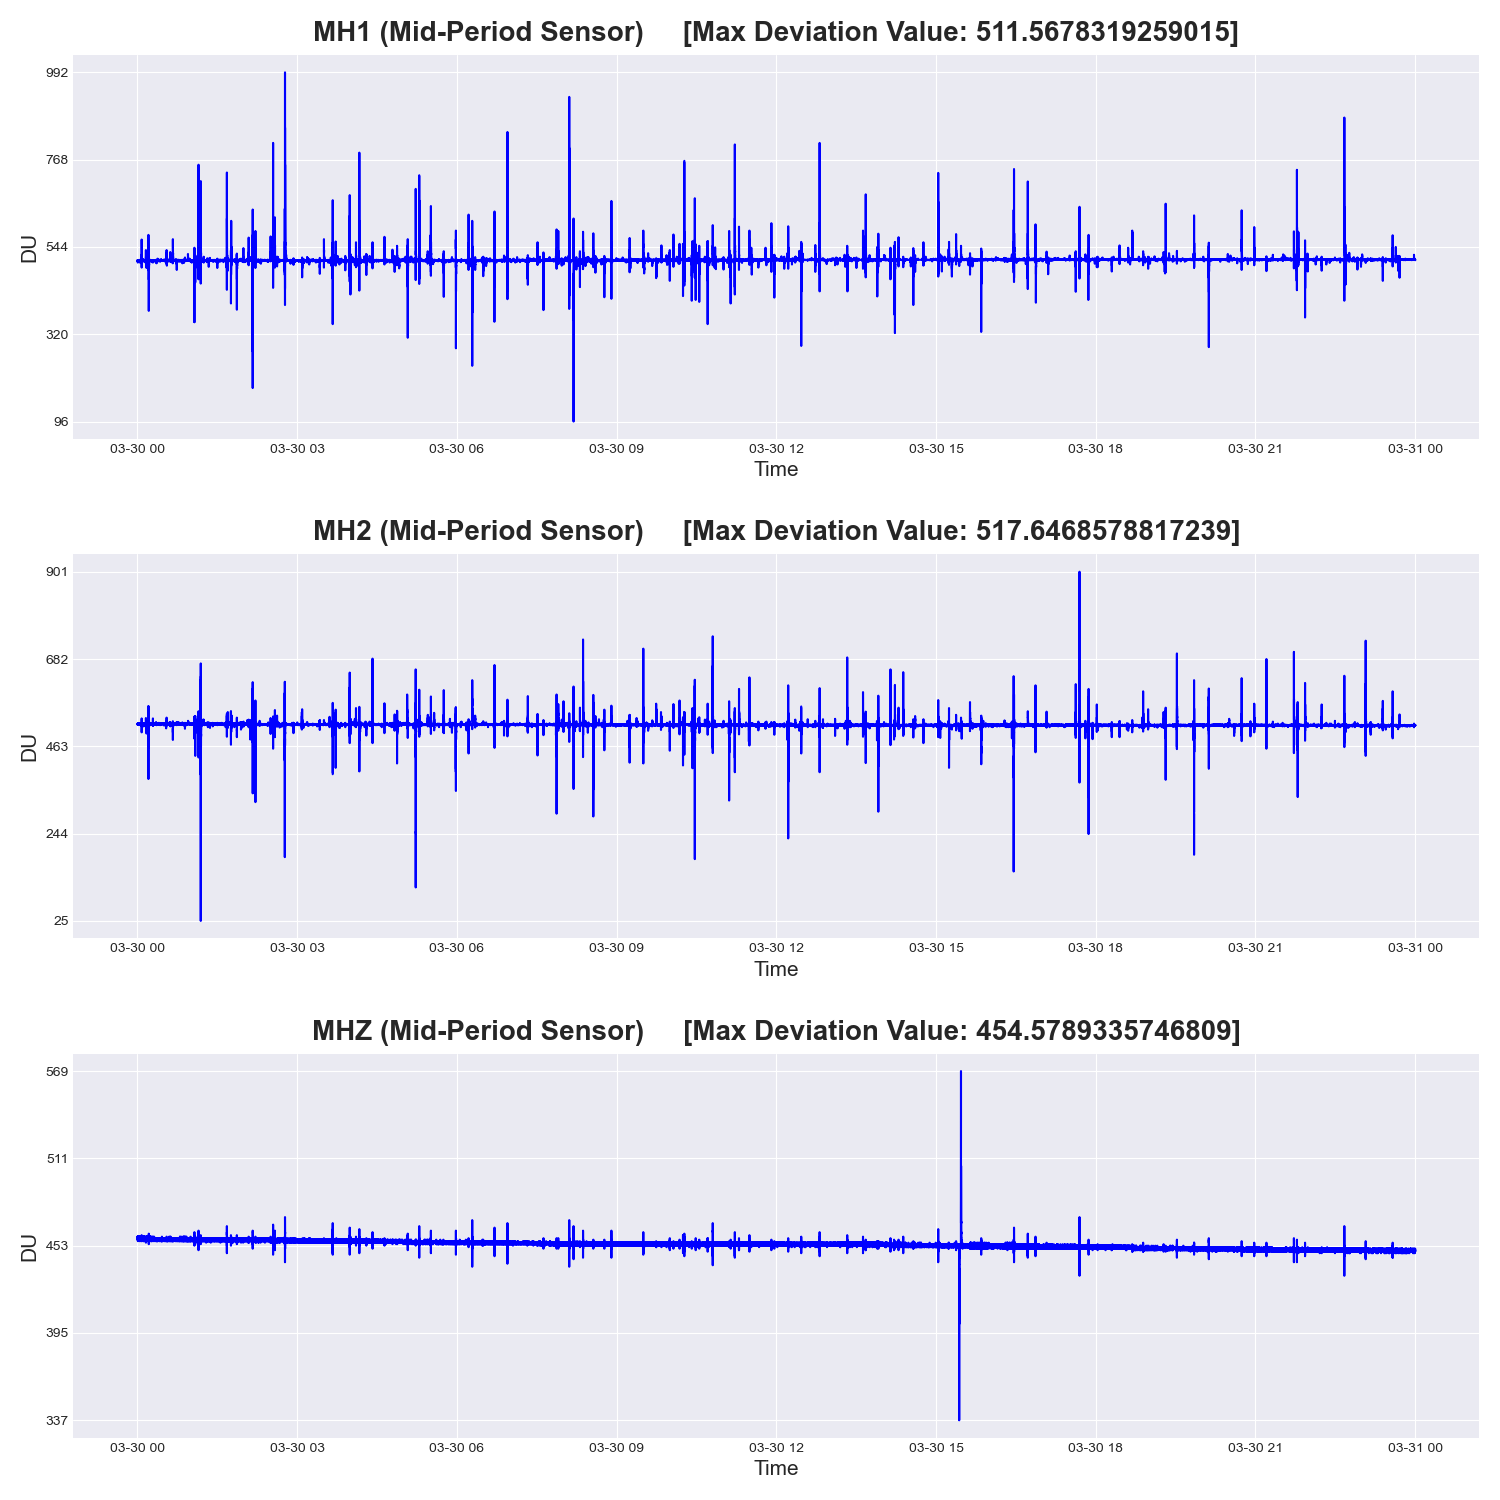 MH1 (Mid-Period Sensor) [Max Deviation Value: 511.5678319259015]
992
768
544
320
96
DU
03-30 00 03-30 03 03-30 06 03-30 09 03-30 12 03-30 15 03-30 18 03-30 21 03-31 00
Time
MH2 (Mid-Period Sensor) [Max Deviation Value: 517.6468578817239]
901
682
463
244
25
DU
03-30 00 03-30 03 03-30 06 03-30 09 03-30 12 03-30 15 03-30 18 03-30 21 03-31 00
Time
MHZ (Mid-Period Sensor) [Max Deviation Value: 454.5789335746809]
569
511
453
395
337
DU
03-30 00 03-30 03 03-30 06 03-30 09 03-30 12 03-30 15 03-30 18 03-30 21 03-31 00
Time